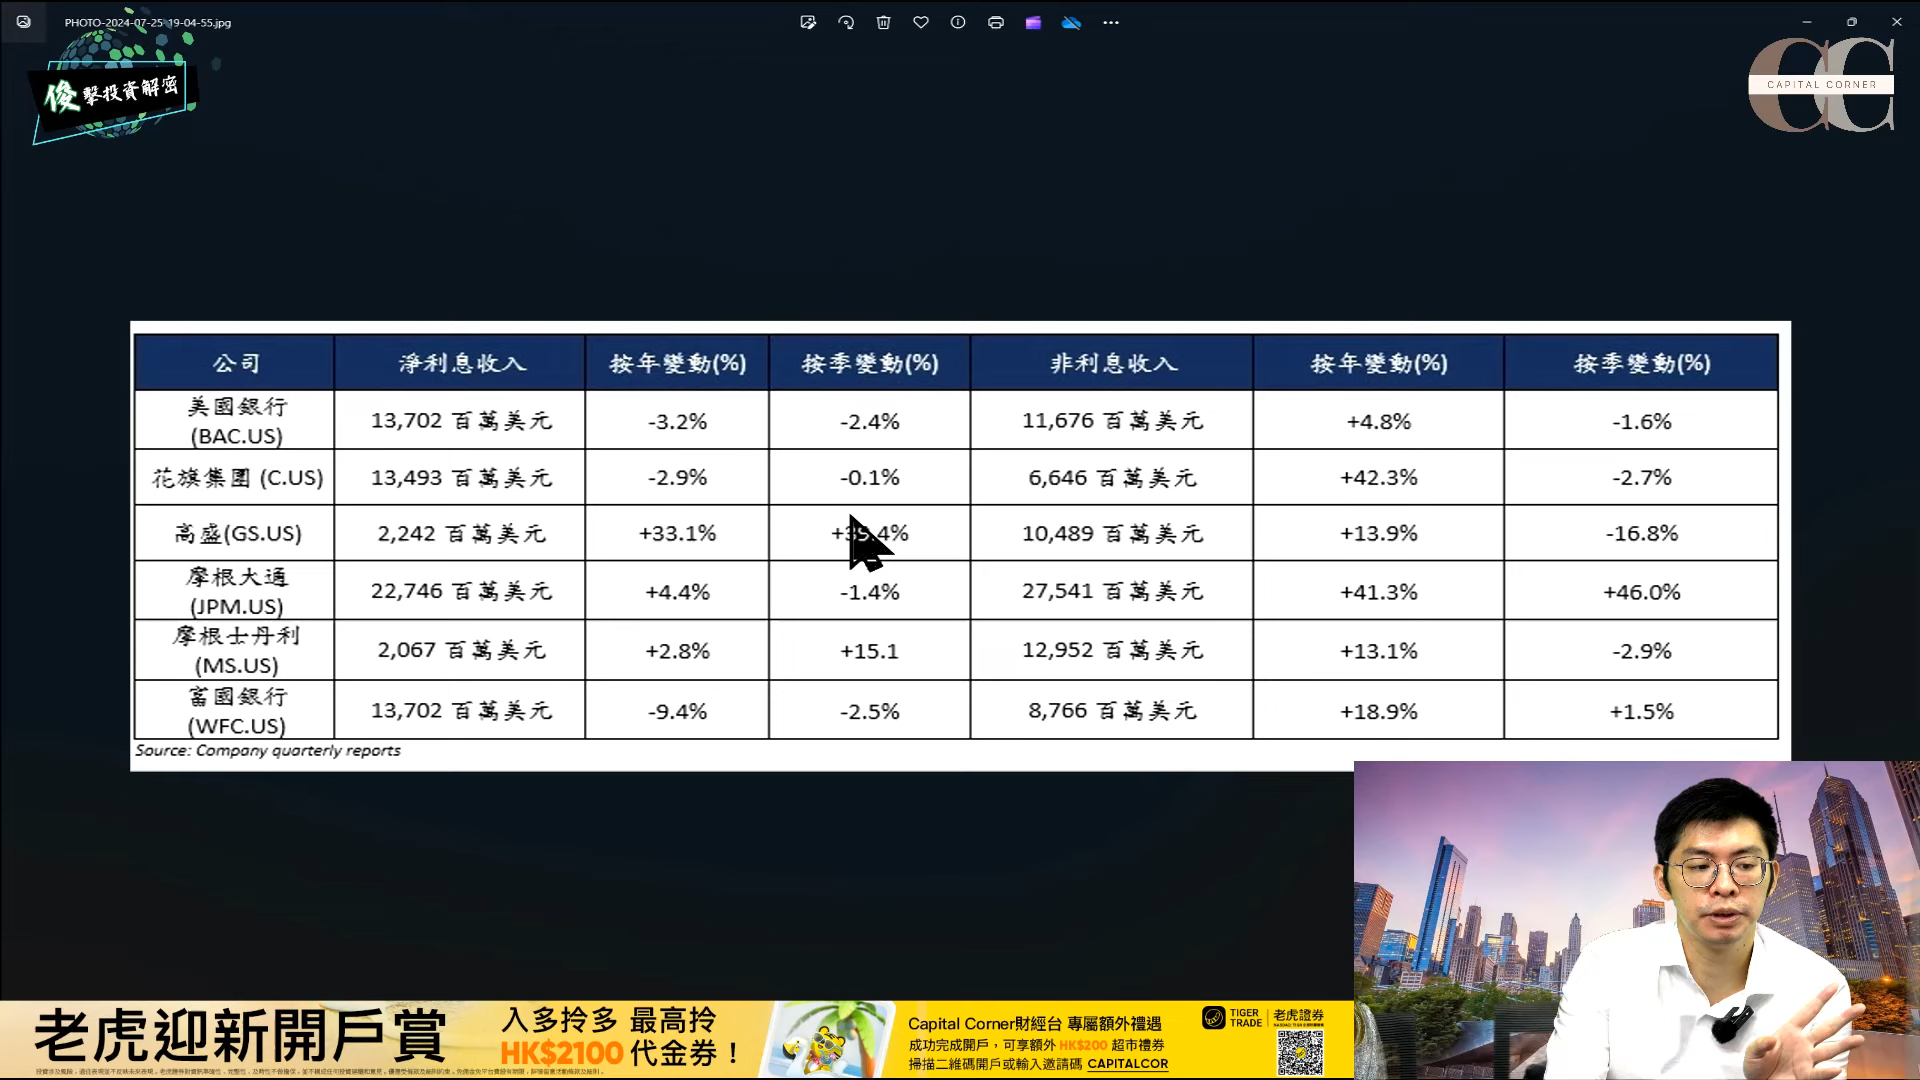 PHOTO-2024-07-25-19-04-55.jpg
俊擊投資解密
CAPITAL CORNER
公司 淨利息收入 按年變動(%) 按季變動(%) 非利息收入 按年變動(%) 按季變動(%)
美國銀行
(BAC.US) 13,702 百萬美元 -3.2% -2.4% 11,676 百萬美元 +4.8% -1.6%
花旗集團 (C.US) 13,493 百萬美元 -2.9% -0.1% 6,646 百萬美元 +42.3% -2.7%
高盛(GS.US) 2,242 百萬美元 +33.1% 10,489 百萬美元 +13.9% -16.8%
摩根大通
(JPM.US) 22,746 百萬美元 +4.4% -1.4% 27,541 百萬美元 +41.3% +46.0%
摩根士丹利
(MS.US) 2,067 百萬美元 +2.8% +15.1 12,952 百萬美元 +13.1% -2.9%
富國銀行
(WFC.US) 13,702 百萬美元 -9.4% -2.5% 8,766 百萬美元 +18.9% +1.5%
Source: Company quarterly reports
老虎迎新開戶賞
入多拎多 最高拎
HK$2100 代金券！
Capital Corner財經台 專屬額外禮遇
成功完成開戶，可享額外 HK$200 超市禮券
掃描二維碼開戶或輸入邀請碼 CAPITALCOR
TIGER
TRADE
老虎證券